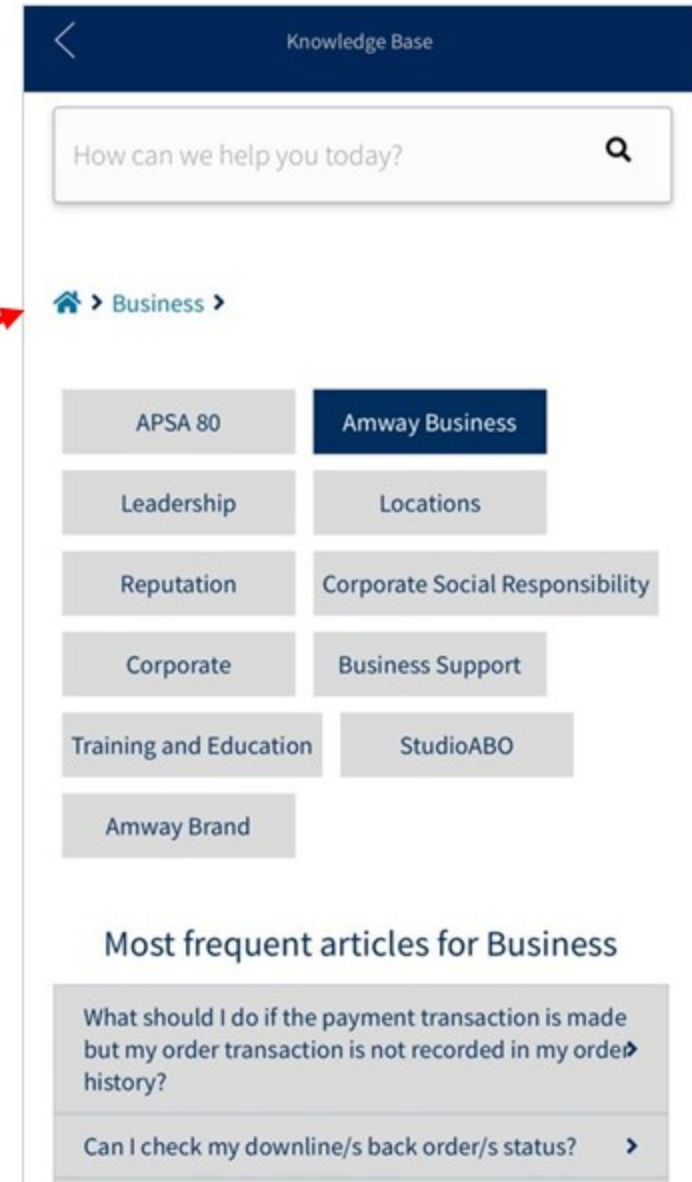 Knowledge Base
How can we help you today?
Business
APSA 80
Amway Business
Leadership
Locations
Reputation
Corporate Social Responsibility
Corporate
Business Support
Training and Education
StudioABO
Amway Brand
Most frequent articles for Business
What should I do if the payment transaction is made
but my order transaction is not recorded in my order
history?
Can I check my downline/s back order/s status?